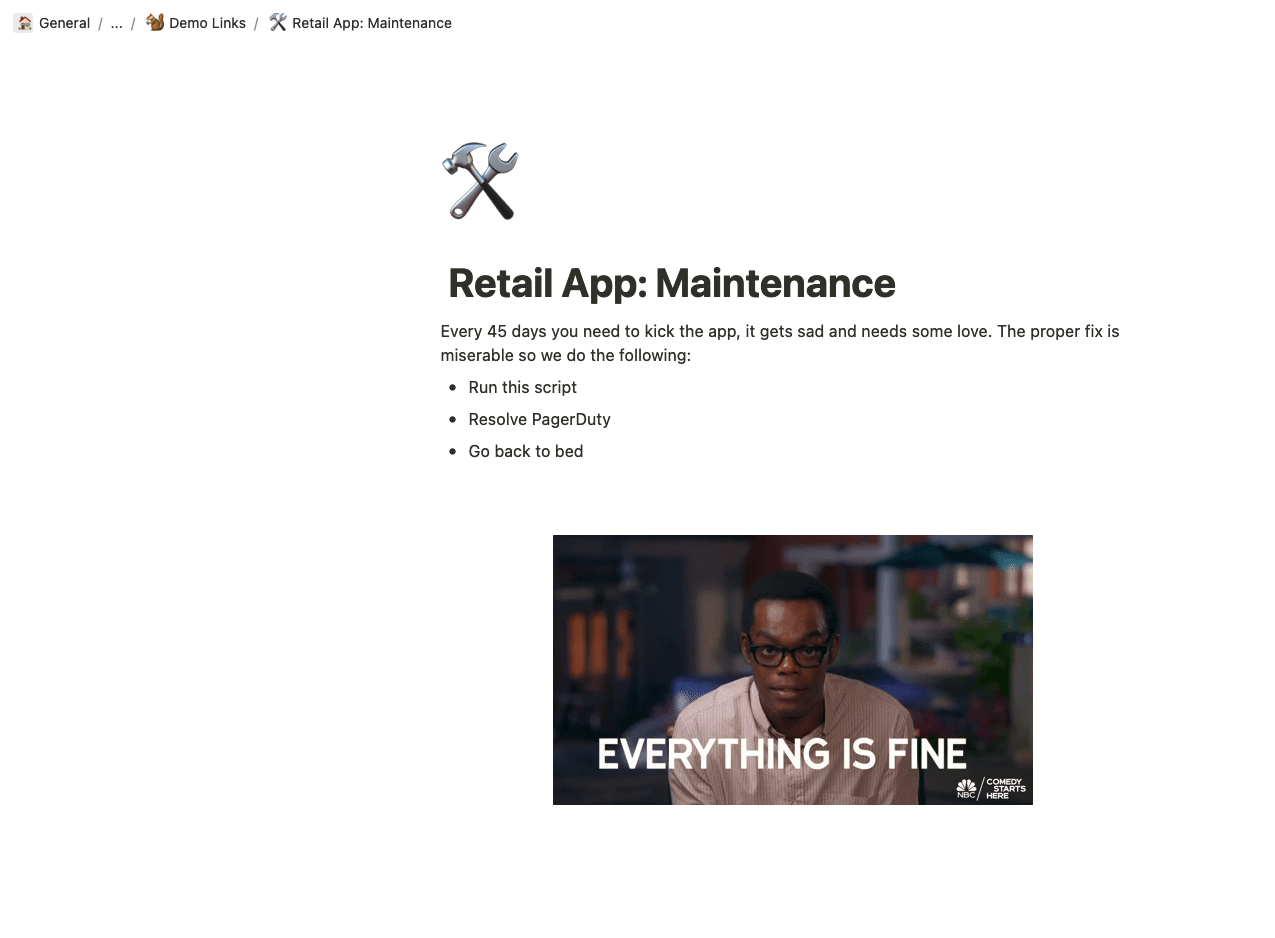 General / ... / Demo Links / Retail App: Maintenance
Retail App: Maintenance
Every 45 days you need to kick the app, it gets sad and needs some love. The proper fix is
miserable so we do the following:
• Run this script
• Resolve PagerDuty
• Go back to bed
EVERYTHING IS FINE
NBC / COMEDY
STARTS
HERE